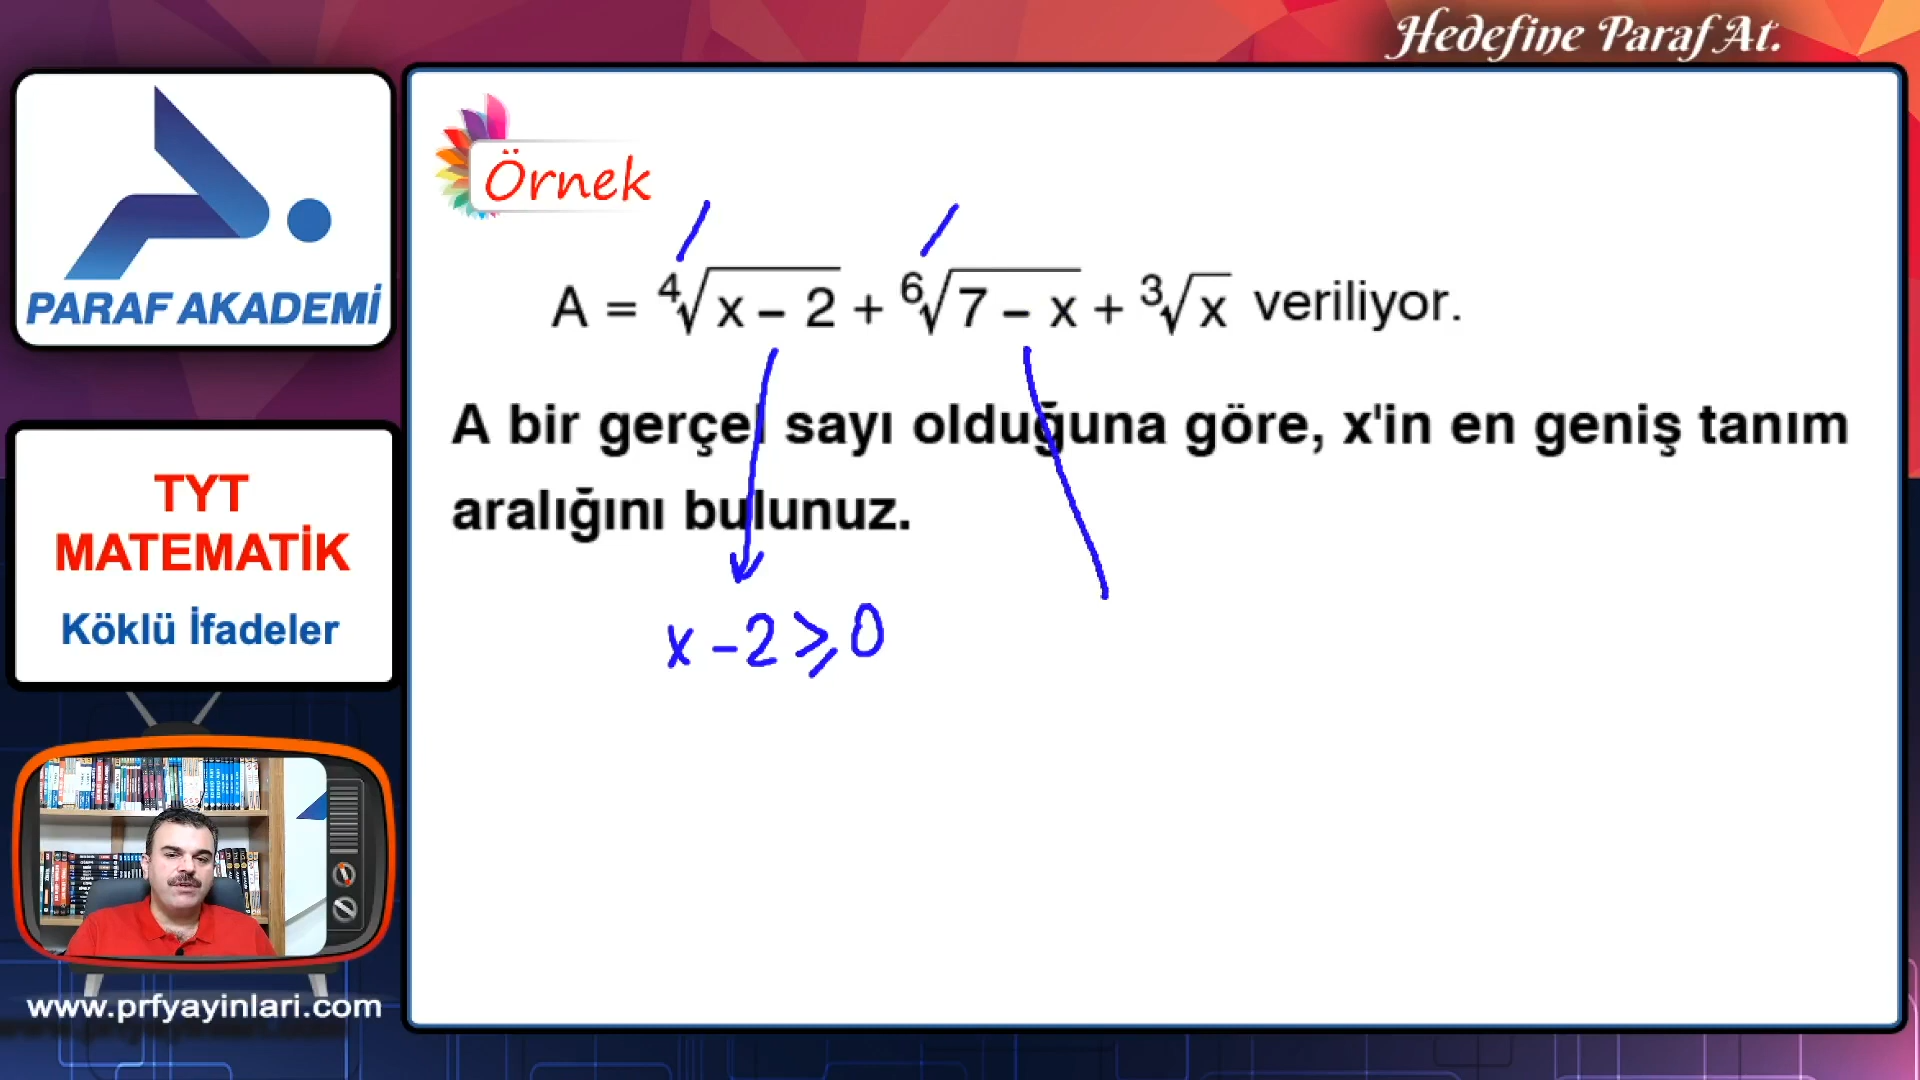 Hedefine Paraf At.
PARAF AKADEMİ
Örnek
A = ⁴√x – 2 + ⁶√7 – x + ³√x veriliyor.
A bir gerçel sayı olduğuna göre, x'in en geniş tanım
aralığını bulunuz.
x – 2 ⩾ 0
TYT
MATEMATİK
Köklü İfadeler
www.prfyayinlari.com